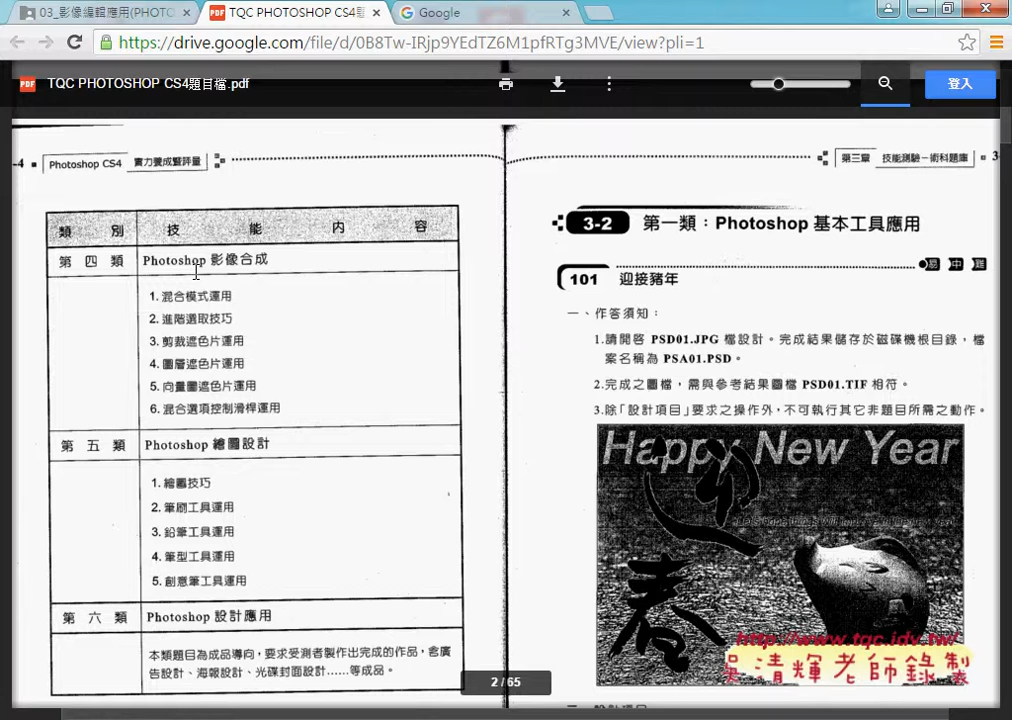 03_影像編輯應用(PHOTO
TQC PHOTOSHOP CS4題
Google
https://drive.google.com/file/d/0B8Tw-IRjp9YEdTZ6M1pfRTg3MVE/view?pli=1
PDF TQC PHOTOSHOP CS4題目檔.pdf
登入
-4 Photoshop CS4 實力養成暨評量
類別 技能內容
第四類 Photoshop 影像合成
1. 混合模式運用
2. 進階選取技巧
3. 剪裁遮色片運用
4. 圖層遮色片運用
5. 向量圖遮色片運用
6. 混合選項控制滑桿運用
第五類 Photoshop 繪圖設計
1. 繪圖技巧
2. 筆刷工具運用
3. 鉛筆工具運用
4. 筆型工具運用
5. 創意筆工具運用
第六類 Photoshop 設計應用
本類題目為成品導向，要求受測者製作出完成的作品，含廣
告設計、海報設計、光碟封面設計......等成品。
2 / 65
第三章 技能測驗－術科題庫 3
3-2 第一類：Photoshop 基本工具應用
101 迎接豬年
易 中 難
一、作答須知：
1.請開啓 PSD01.JPG 檔設計。完成結果儲存於磁碟機根目錄，檔
案名稱為 PSA01.PSD。
2.完成之圖檔，需與參考結果圖檔 PSD01.TIF 相符。
3.除「設計項目」要求之操作外，不可執行其它非題目所需之動作。
Happy New Year
迎
春
http://www.tqc.idv.tw/
吳清輝老師錄製